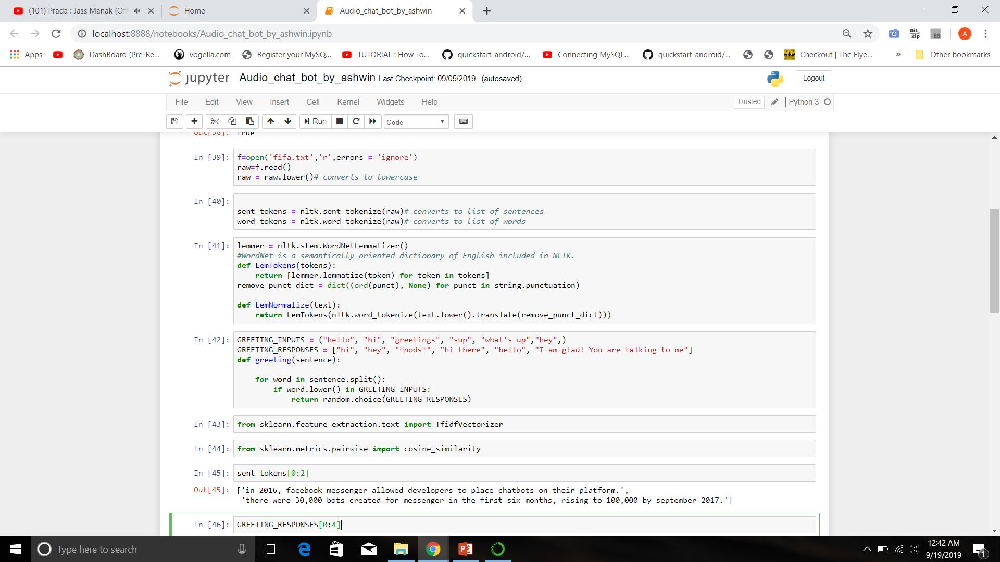 (101) Prada : Jass Manak (Off
Home
Audio_chat_bot_by_ashwin
localhost:8888/notebooks/Audio_chat_bot_by_ashwin.ipynb
Git Zip
ES
A
Apps
DashBoard (Pre-Re...
vogella.com
Register your MySQ...
TUTORIAL : How To...
quickstart-android/...
Connecting MySQL...
quickstart-android/...
Checkout | The Flye...
»
Other bookmarks
jupyter Audio_chat_bot_by_ashwin Last Checkpoint: 09/05/2019 (autosaved)
Logout
File Edit View Insert Cell Kernel Widgets Help
Trusted
Python 3
Run
Code
Out[38]: True
In [39]: f=open('fifa.txt','r',errors = 'ignore')
raw=f.read()
raw = raw.lower()# converts to lowercase
In [40]:
sent_tokens = nltk.sent_tokenize(raw)# converts to list of sentences
word_tokens = nltk.word_tokenize(raw)# converts to list of words
In [41]: lemmer = nltk.stem.WordNetLemmatizer()
#WordNet is a semantically-oriented dictionary of English included in NLTK.
def LemTokens(tokens):
    return [lemmer.lemmatize(token) for token in tokens]
remove_punct_dict = dict((ord(punct), None) for punct in string.punctuation)
def LemNormalize(text):
    return LemTokens(nltk.word_tokenize(text.lower().translate(remove_punct_dict)))
In [42]: GREETING_INPUTS = ("hello", "hi", "greetings", "sup", "what's up","hey",)
GREETING_RESPONSES = ["hi", "hey", "*nods*", "hi there", "hello", "I am glad! You are talking to me"]
def greeting(sentence):
    for word in sentence.split():
        if word.lower() in GREETING_INPUTS:
            return random.choice(GREETING_RESPONSES)
In [43]: from sklearn.feature_extraction.text import TfidfVectorizer
In [44]: from sklearn.metrics.pairwise import cosine_similarity
In [45]: sent_tokens[0:2]
Out[45]: ['in 2016, facebook messenger allowed developers to place chatbots on their platform.',
 'there were 30,000 bots created for messenger in the first six months, rising to 100,000 by september 2017.']
In [46]: GREETING_RESPONSES[0:4]
Type here to search
12:42 AM
9/19/2019
1